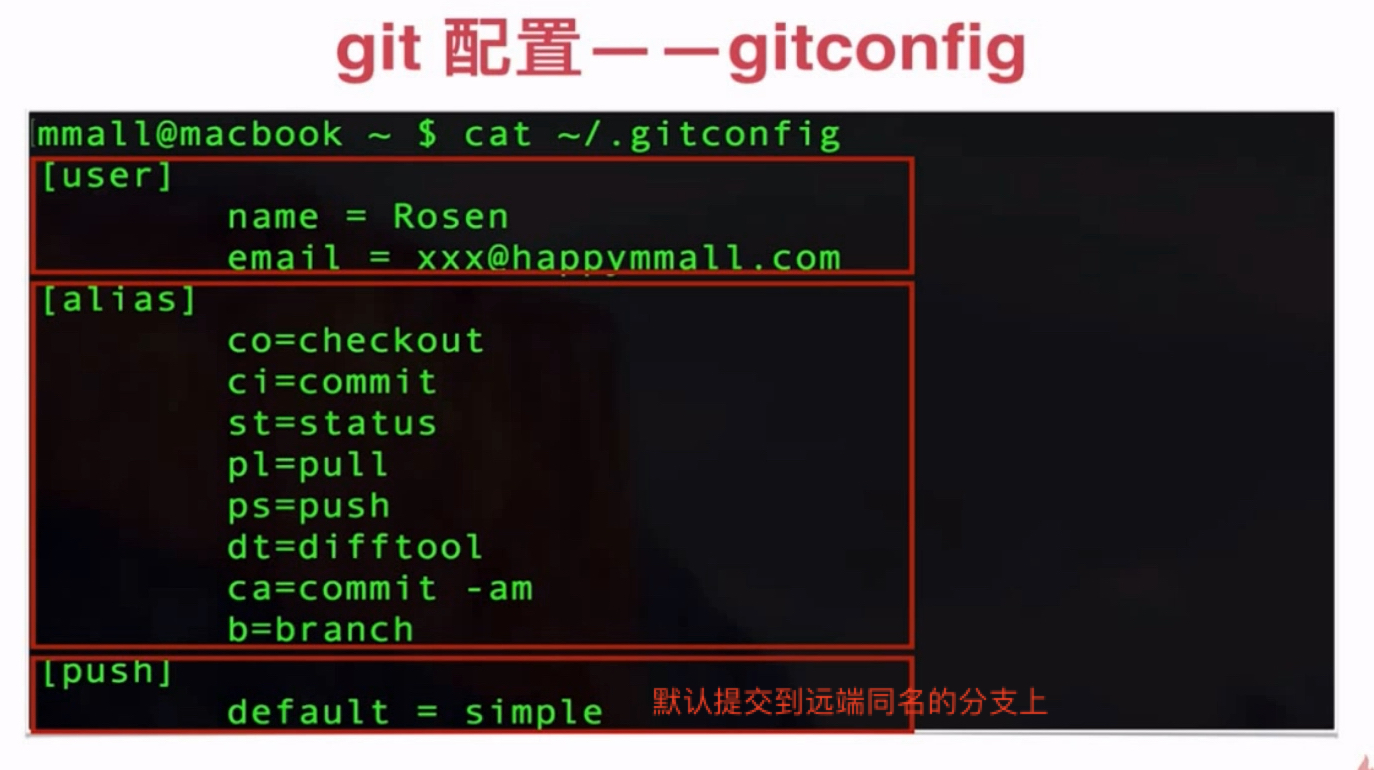 git 配置——gitconfig
mmall@macbook ~ $ cat ~/.gitconfig
[user]
name = Rosen
email = xxx@happymmall.com
[alias]
co=checkout
ci=commit
st=status
pl=pull
ps=push
dt=difftool
ca=commit -am
b=branch
[push]
default = simple 默认提交到远端同名的分支上